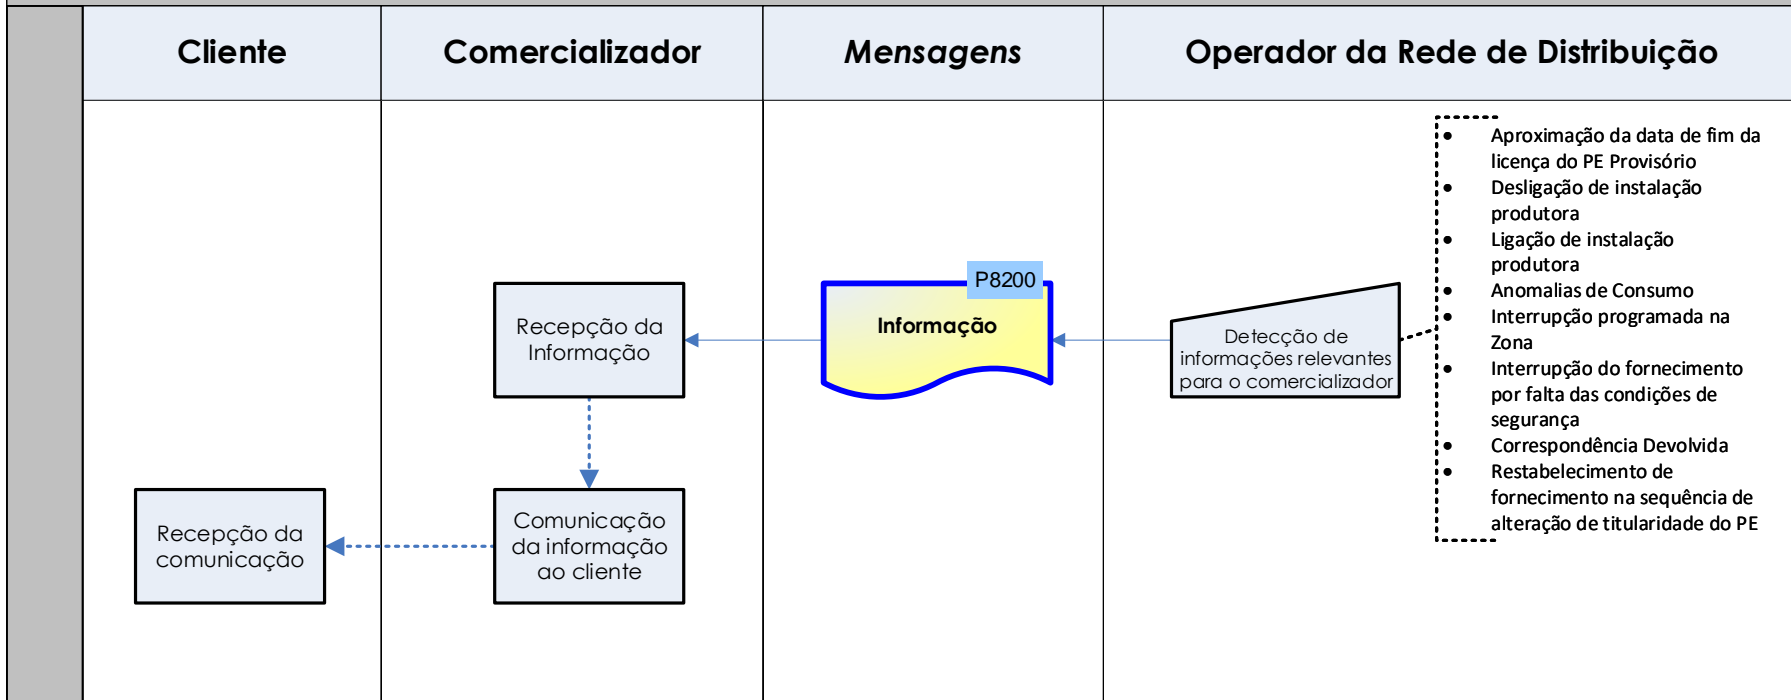 Cliente
Comercializador
Mensagens
Operador da Rede de Distribuição
• Aproximação da data de fim da
licença do PE Provisório
• Desligação de instalação
produtora
• Ligação de instalação
produtora
• Anomalias de Consumo
• Interrupção programada na
Zona
• Interrupção do fornecimento
por falta das condições de
segurança
• Correspondência Devolvida
• Restabelecimento de
fornecimento na sequência de
alteração de titularidade do PE
P8200
Informação
Recepção da
Informação
Detecção de
informações relevantes
para o comercializador
Comunicação
da informação
ao cliente
Recepção da
comunicação